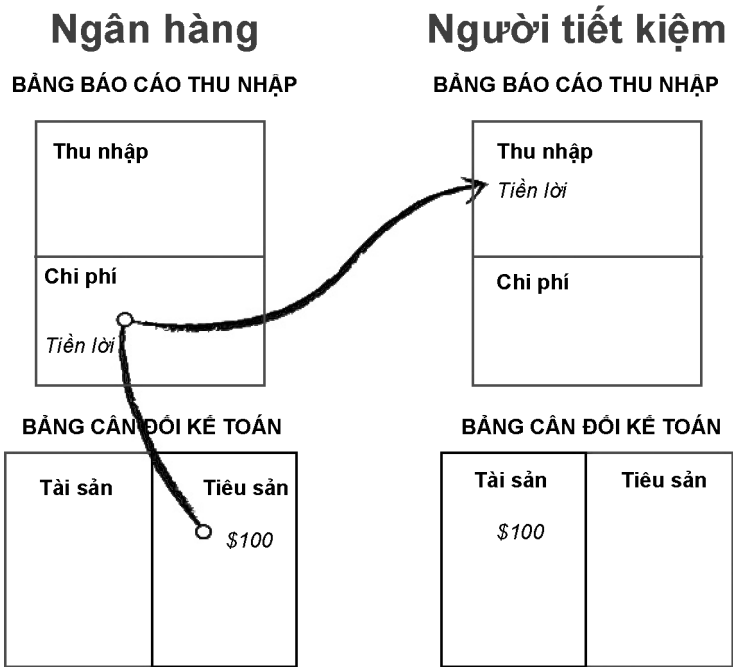 Ngân hàng
BẢNG BÁO CÁO THU NHẬP
Thu nhập
Chi phí
Tiền lời
BẢNG CÂN ĐỐI KẾ TOÁN
Tài sản
Tiêu sản
$100
Người tiết kiệm
BẢNG BÁO CÁO THU NHẬP
Thu nhập
Tiền lời
Chi phí
BẢNG CÂN ĐỐI KẾ TOÁN
Tài sản
Tiêu sản
$100